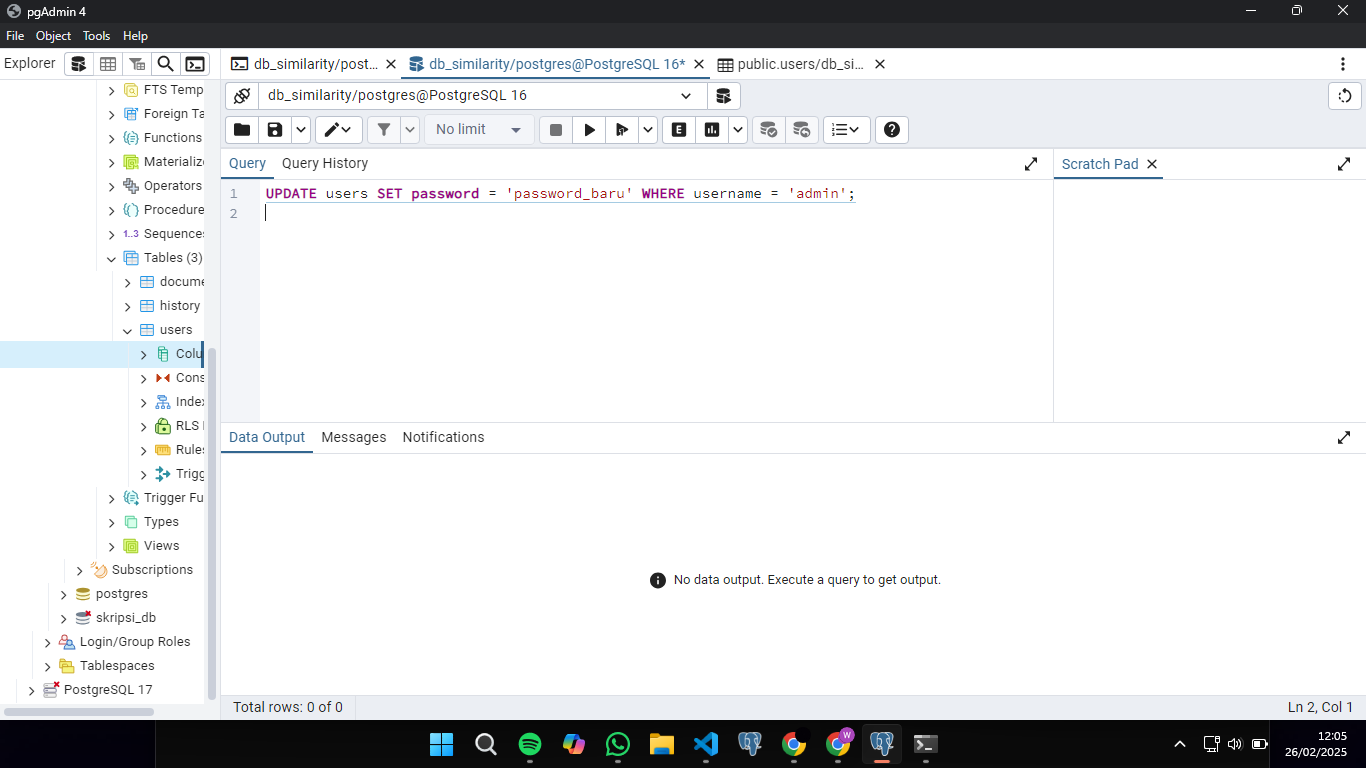 pgAdmin 4
File Object Tools Help
Explorer
db_similarity/post... db_similarity/postgres@PostgreSQL 16* public.users/db_si...
db_similarity/postgres@PostgreSQL 16
No limit
E
Query Query History
Scratch Pad
1 UPDATE users SET password = 'password_baru' WHERE username = 'admin';
2
FTS Temp
Foreign Ta
Functions
Materialize
Operators
Procedure
1..3 Sequences
Tables (3)
docume
history
users
Colu
Cons
Index
RLS
Rules
Trigg
Trigger Fu
Types
Views
Subscriptions
postgres
skripsi_db
Login/Group Roles
Tablespaces
PostgreSQL 17
Data Output Messages Notifications
No data output. Execute a query to get output.
Total rows: 0 of 0
Ln 2, Col 1
W
12:05
26/02/2025